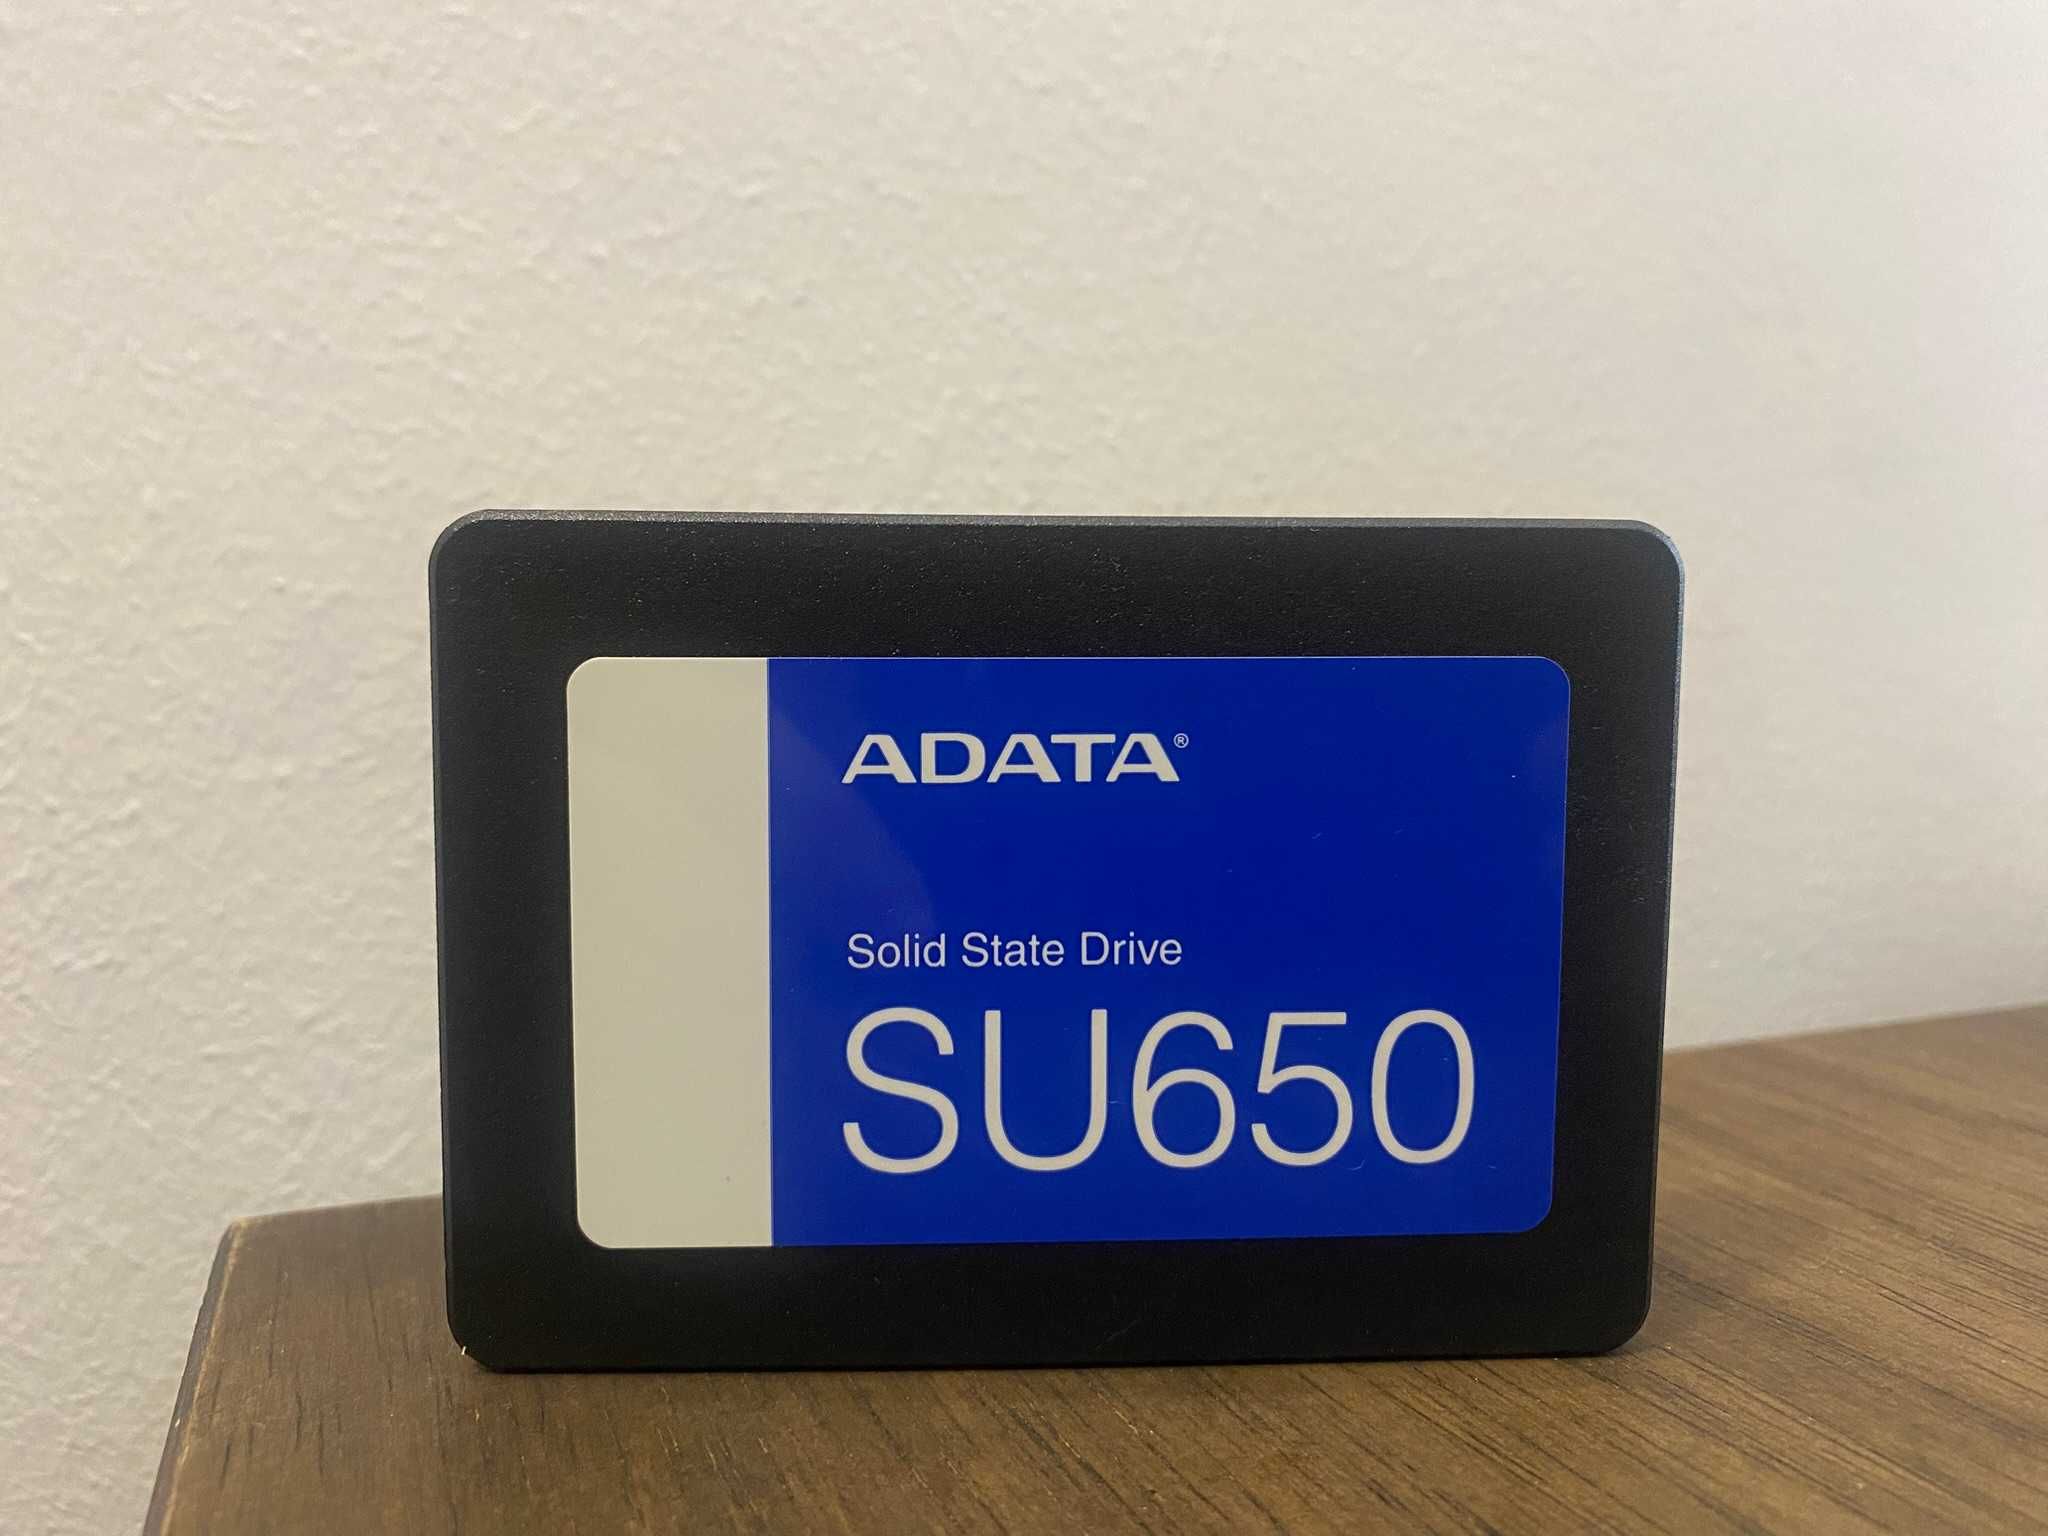 ADATA®
Solid State Drive
SU650